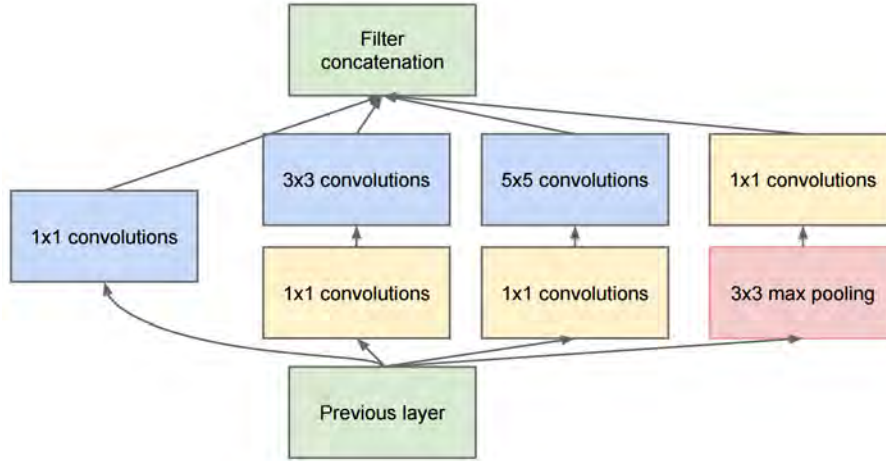 Filter
concatenation
3x3 convolutions
5x5 convolutions
1x1 convolutions
1x1 convolutions
1x1 convolutions
1x1 convolutions
3x3 max pooling
Previous layer